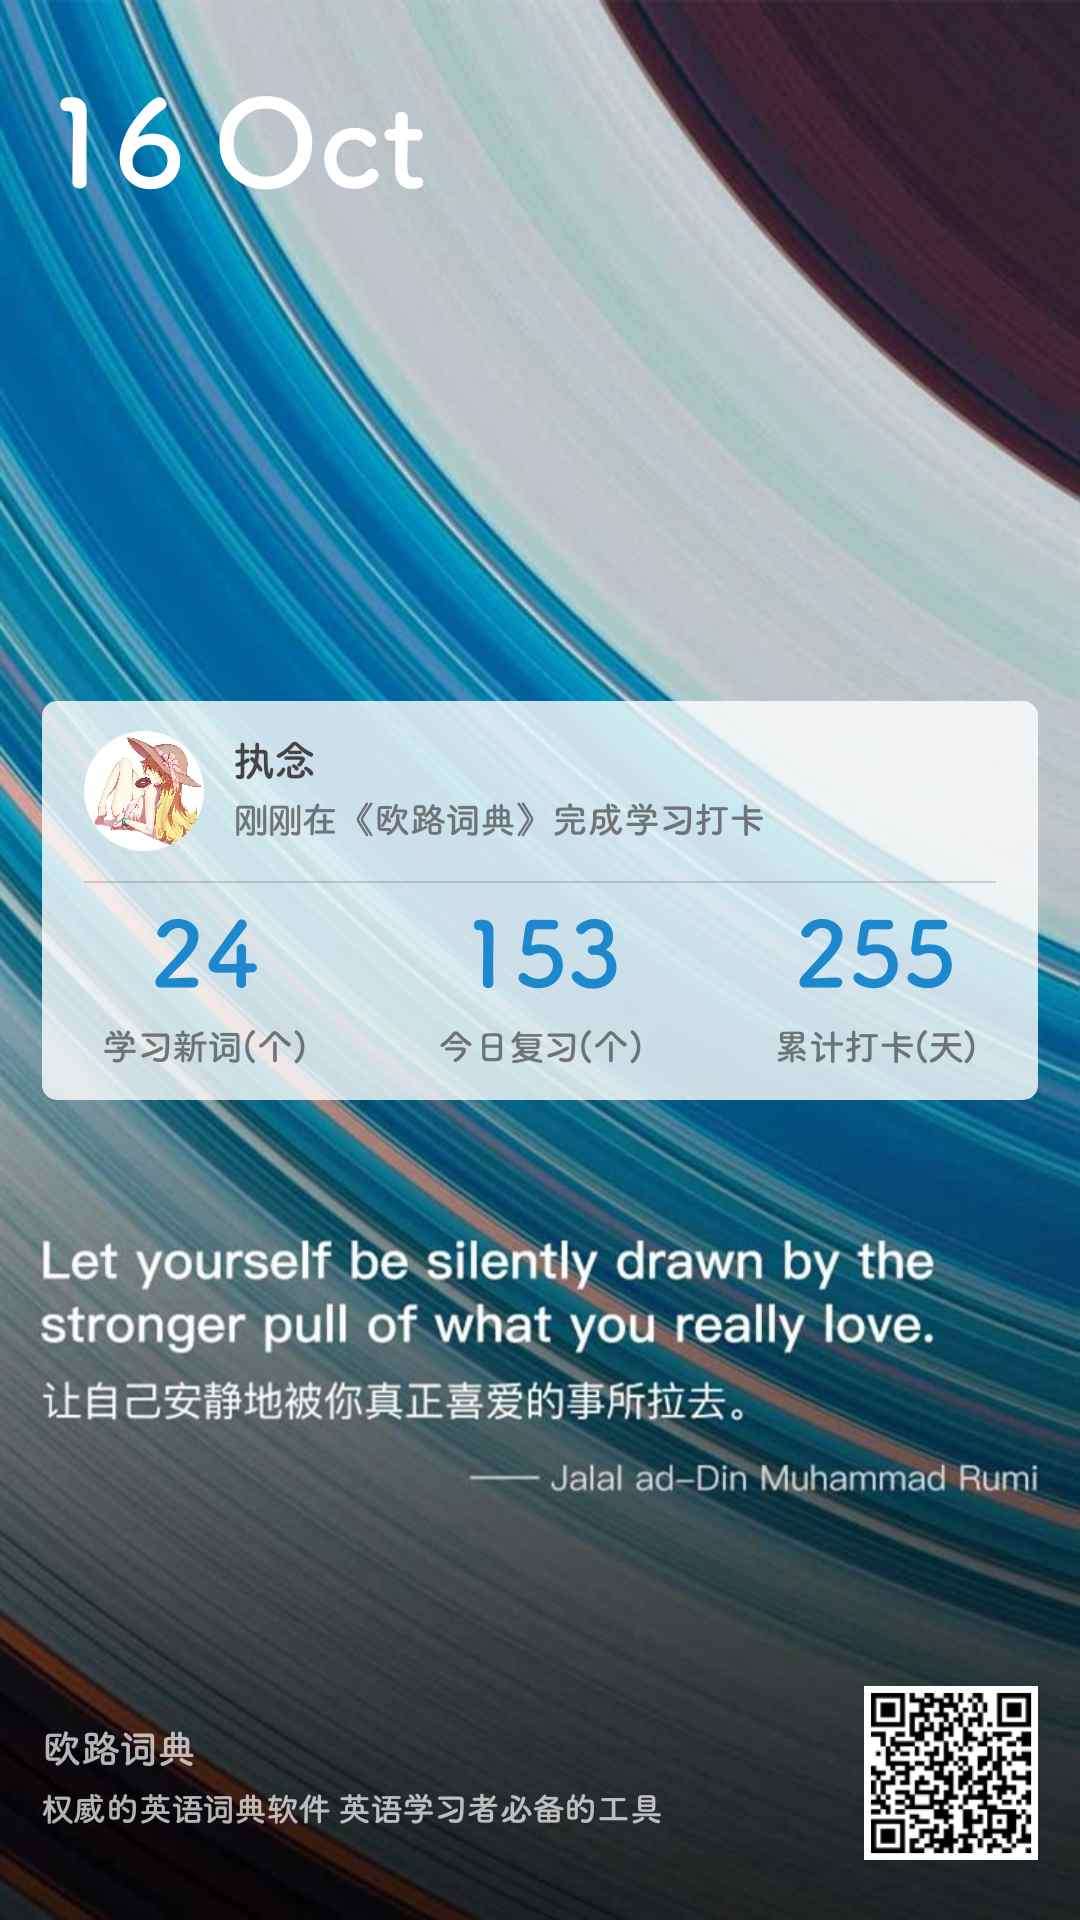 16 Oct
执念
刚刚在《欧路词典》完成学习打卡
24 153 255
学习新词(个) 今日复习(个) 累计打卡(天)
Let yourself be silently drawn by the
stronger pull of what you really love.
让自己安静地被你真正喜爱的事所拉去。
—— Jalal ad-Din Muhammad Rumi
欧路词典
权威的英语词典软件 英语学习者必备的工具